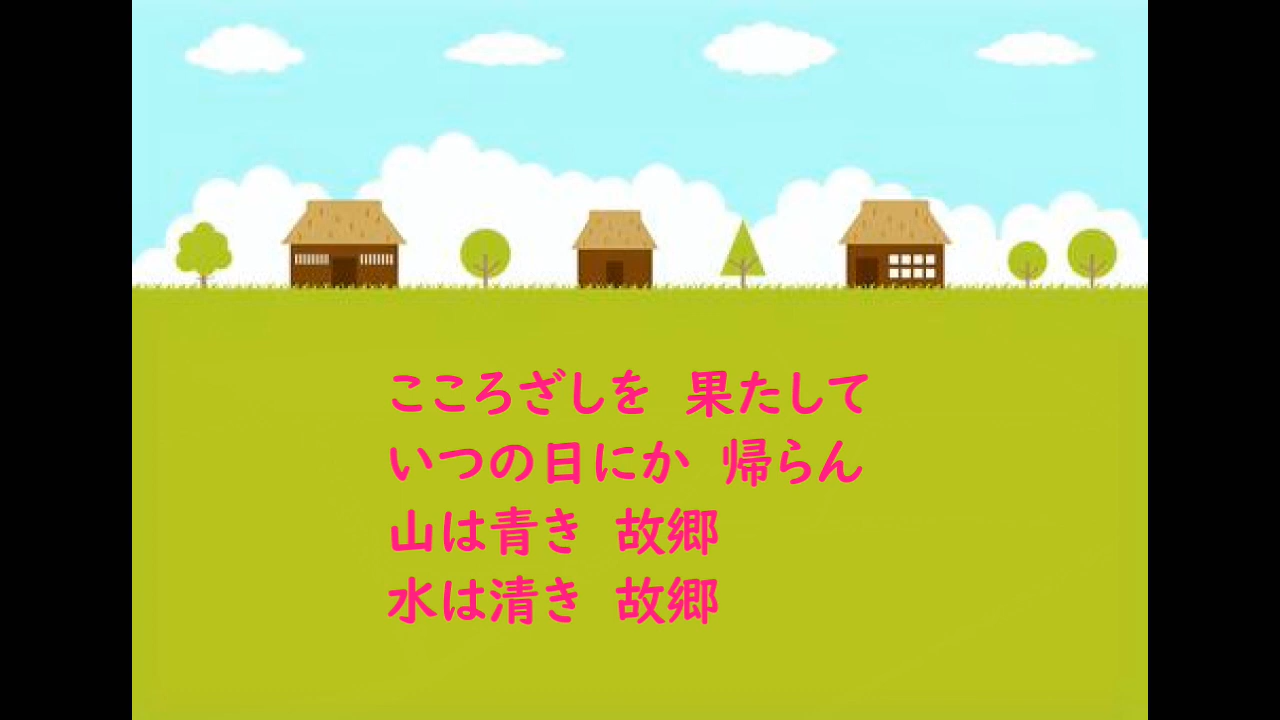 こころざしを　果たして
いつの日にか　帰らん
山は青き　故郷
水は清き　故郷